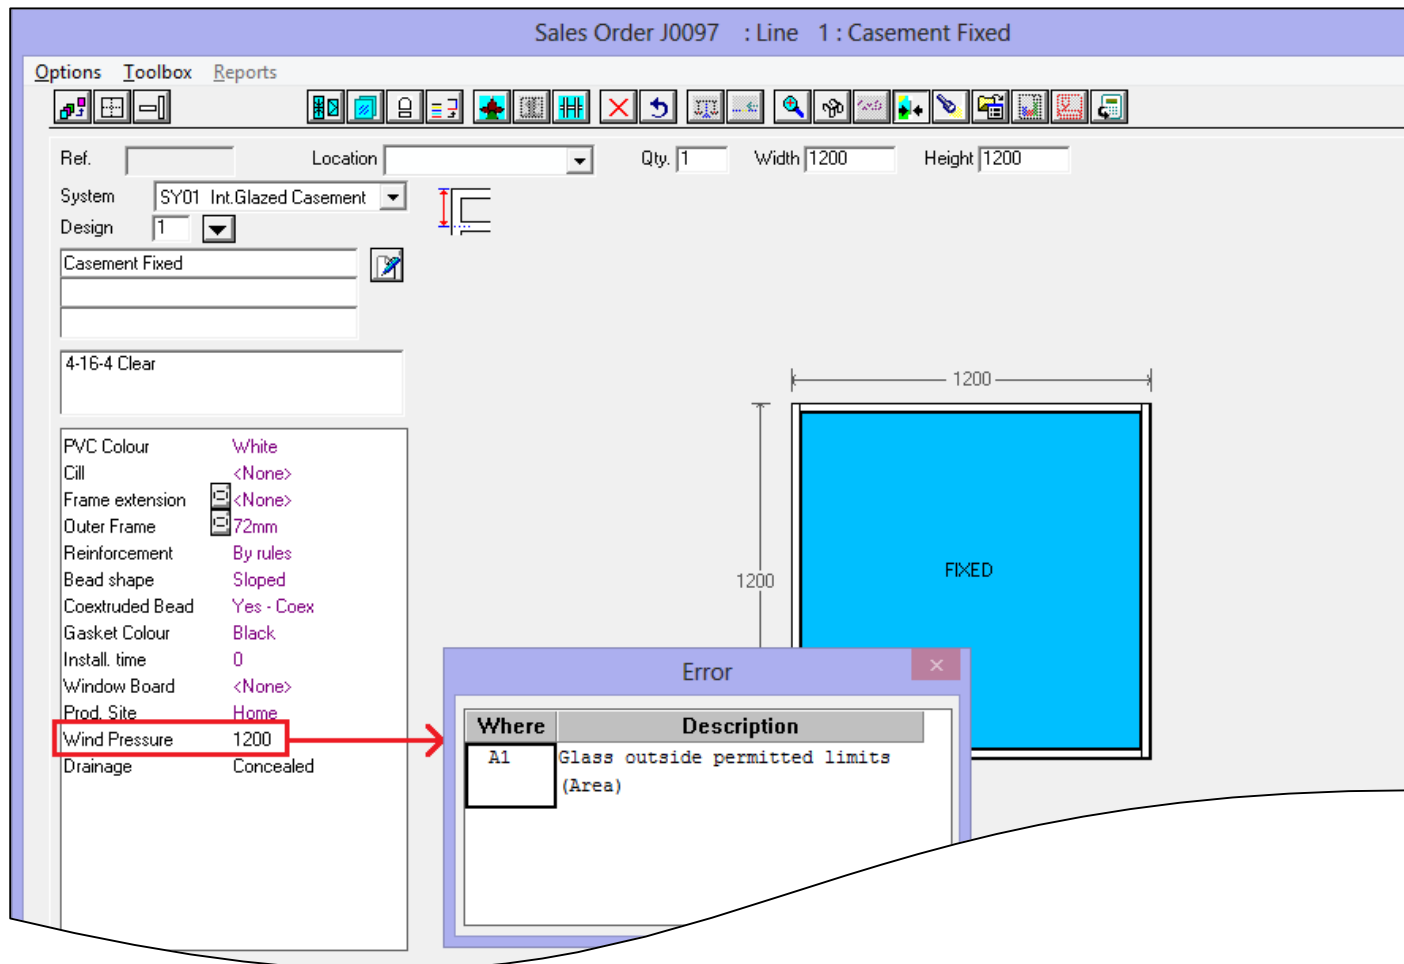 Sales Order J0097 : Line 1 : Casement Fixed
Options Toolbox Reports
Ref. Location Qty. 1 Width 1200 Height 1200
System SY01 Int.Glazed Casement
Design 1
Casement Fixed
4-16-4 Clear
1200
PVC Colour White
Cill <None>
Frame extension <None>
Outer Frame 72mm
Reinforcement By rules
Bead shape Sloped
1200
FIXED
Coextruded Bead Yes - Coex
Gasket Colour Black
Install. time 0
Window Board <None>
Prod. Site Home
Wind Pressure 1200
Drainage Concealed
Error
Where Description
A1 Glass outside permitted limits
(Area)